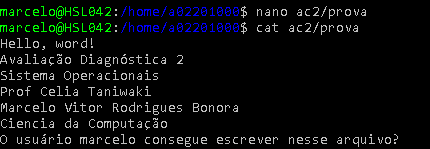 marcelo@HSL042:/home/s02201000$ nano ac2/prova
marcelo@HSL042:/home/s02201000$ cat ac2/prova
Hello, word!
Avaliação Diagnóstica 2
Sistema Operacionais
Prof Celia Taniwaki
Marcelo Vitor Rodrigues Bonora
Ciencia da Computação
O usuário marcelo consegue escrever nesse arquivo?